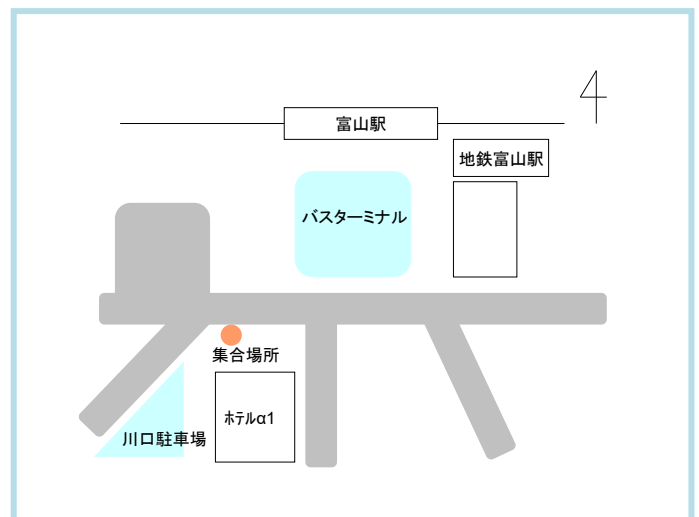 富山駅
地鉄富山駅
バスターミナル
集合場所
ホテルα1
川口駐車場